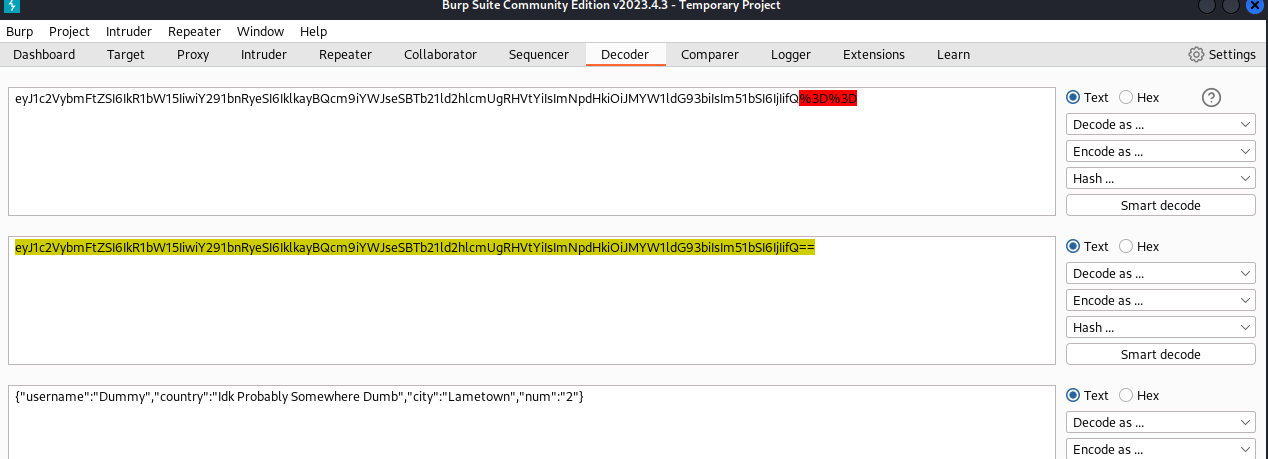 Burp Suite Community Edition v2023.4.3 - Temporary Project
Burp Project Intruder Repeater Window Help
Dashboard Target Proxy Intruder Repeater Collaborator Sequencer Decoder Comparer Logger Extensions Learn Settings
eyJ1c2VybmFtZSI6IkR1bW15IiwiY291bnRyeSI6IklkayBQcm9iYWJseSBTb21ld2hlcmUgRHVtYiIsImNpdHkiOiJMYW1ldG93biIsIm51bSI6IjIifQ%3D%3D
Text Hex ?
Decode as ...
Encode as ...
Hash ...
Smart decode
eyJ1c2VybmFtZSI6IkR1bW15IiwiY291bnRyeSI6IklkayBQcm9iYWJseSBTb21ld2hlcmUgRHVtYiIsImNpdHkiOiJMYW1ldG93biIsIm51bSI6IjIifQ==
Text Hex
Decode as ...
Encode as ...
Hash ...
Smart decode
{"username":"Dummy","country":"Idk Probably Somewhere Dumb","city":"Lametown","num":"2"}
Text Hex
Decode as ...
Encode as ...